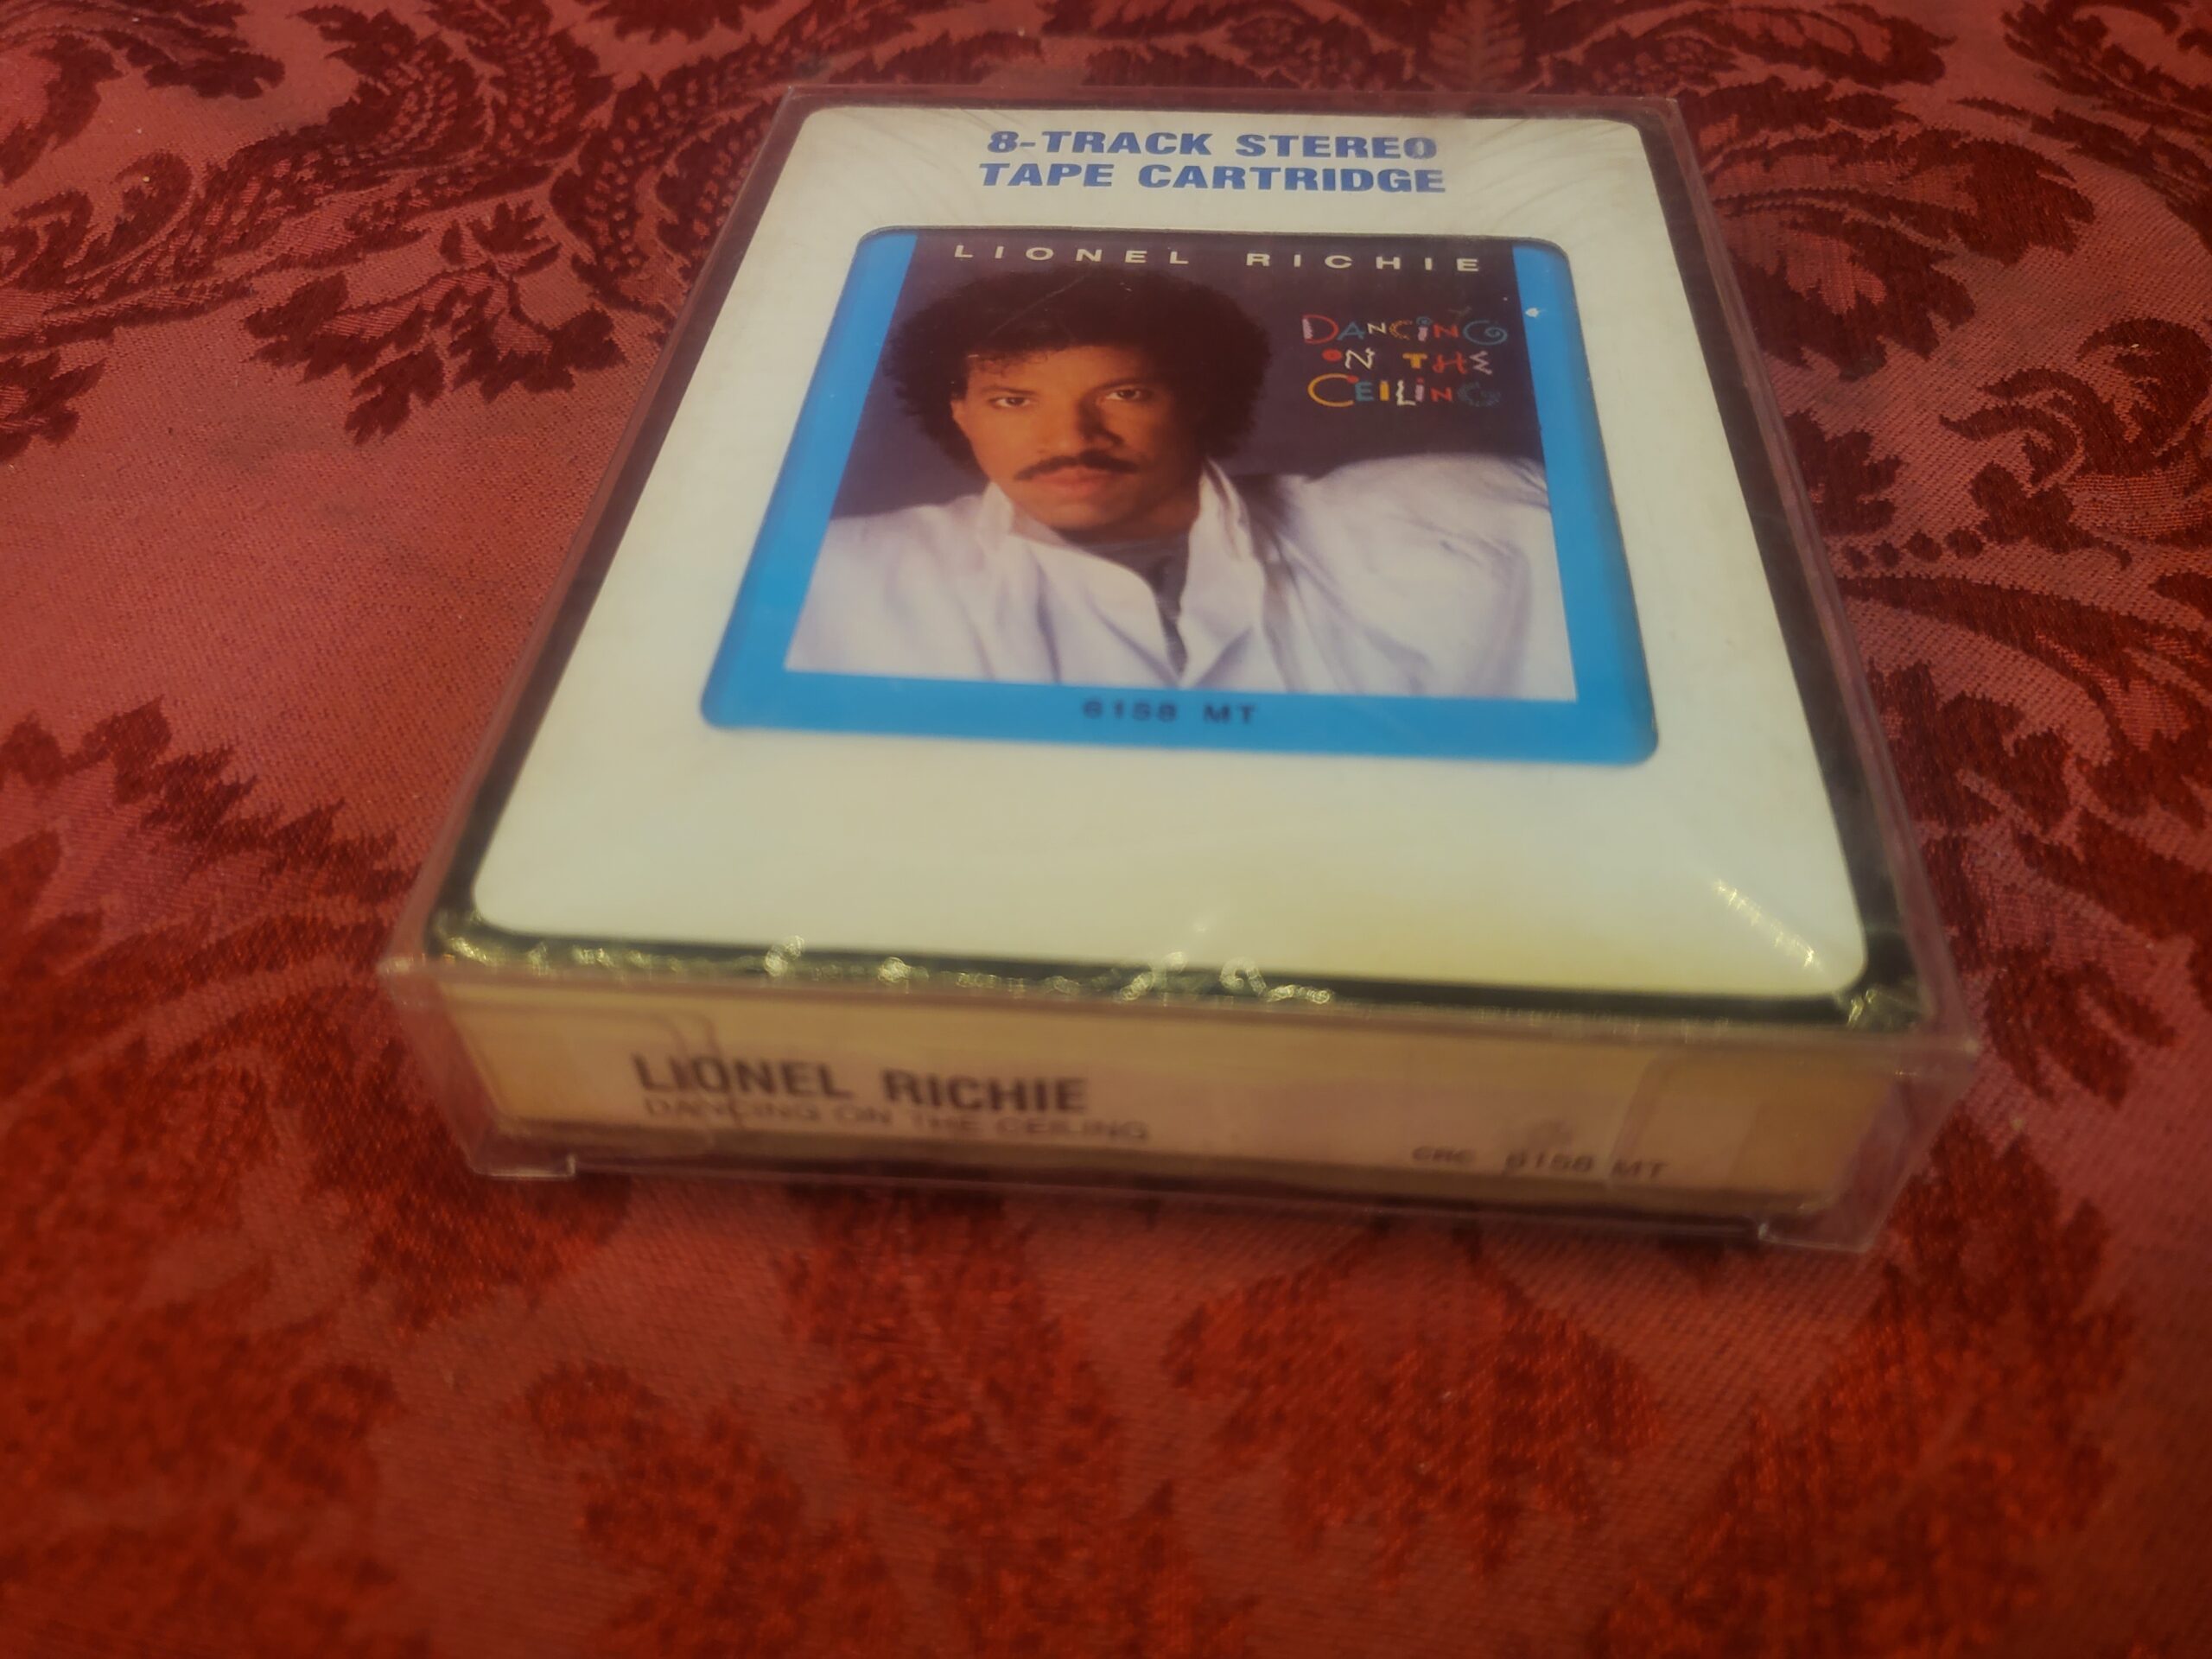 8-TRACK STEREO
TAPE CARTRIDGE
LIONEL RICHIE
DANCiNG
ON THE
CEILiNG
6158 MT
LIONEL RICHIE
DANCING ON THE CEILING
CRC 6158 MT